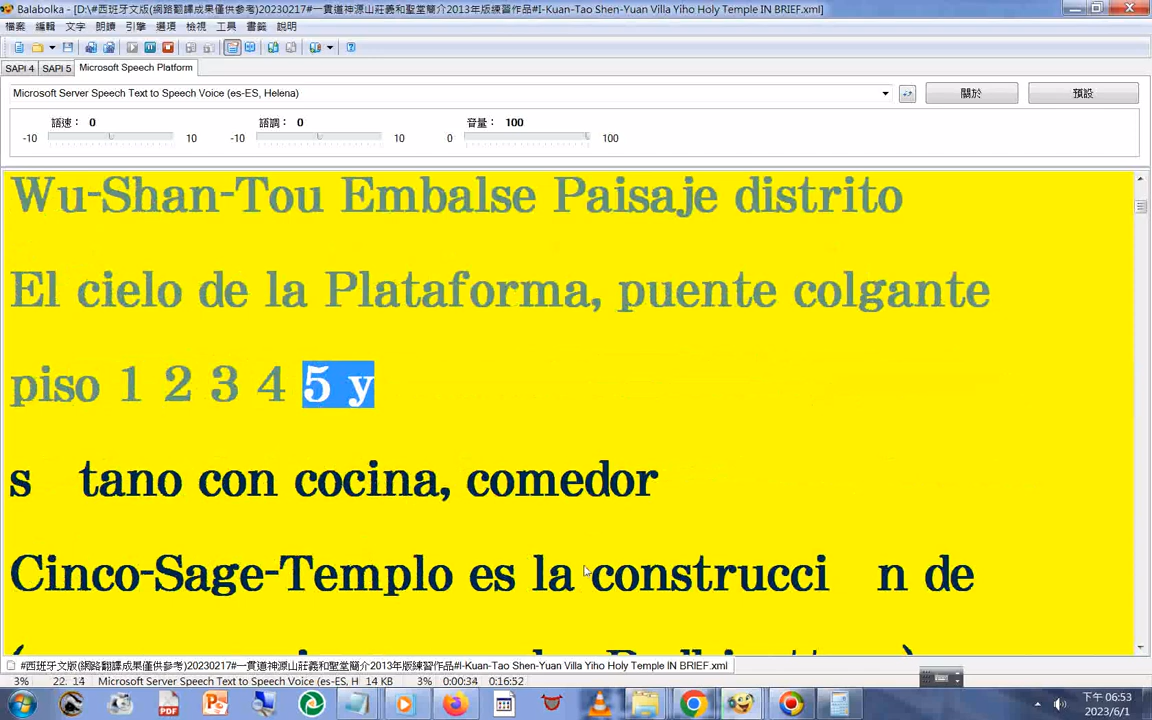 Balabolka - [D:\#西班牙文版(網路翻譯成果僅供參考)20230217#一貫道神源山莊義和聖堂簡介2013年版練習作品#I-Kuan-Tao Shen-Yuan Villa Yiho Holy Temple IN BRIEF.xml]
檔案 編輯 文字 朗讀 引擎 選項 檢視 工具 書籤 說明
SAPI 4 SAPI 5 Microsoft Speech Platform
Microsoft Server Speech Text to Speech Voice (es-ES, Helena) 關於 預設
語速： 0 語調： 0 音量： 100
-10 10 -10 10 0 100
Wu-Shan-Tou Embalse Paisaje distrito
El cielo de la Plataforma, puente colgante
piso 1 2 3 4 5 y
s tano con cocina, comedor
Cinco-Sage-Templo es la construcci n de
#西班牙文版(網路翻譯成果僅供參考)20230217#一貫道神源山莊義和聖堂簡介2013年版練習作品#I-Kuan-Tao Shen-Yuan Villa Yiho Holy Temple IN BRIEF.xml
3% 22: 14 Microsoft Server Speech Text to Speech Voice (es-ES, H 14 KB 3% 0:00:34 0:16:52
下午 06:53
2023/6/1